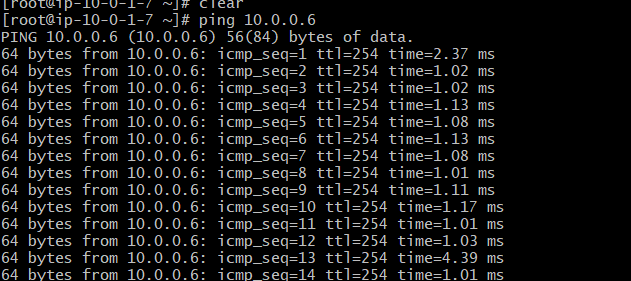 [root@ip-10-0-1-7 ~]# clear
[root@ip-10-0-1-7 ~]# ping 10.0.0.6
PING 10.0.0.6 (10.0.0.6) 56(84) bytes of data.
64 bytes from 10.0.0.6: icmp_seq=1 ttl=254 time=2.37 ms
64 bytes from 10.0.0.6: icmp_seq=2 ttl=254 time=1.02 ms
64 bytes from 10.0.0.6: icmp_seq=3 ttl=254 time=1.02 ms
64 bytes from 10.0.0.6: icmp_seq=4 ttl=254 time=1.13 ms
64 bytes from 10.0.0.6: icmp_seq=5 ttl=254 time=1.08 ms
64 bytes from 10.0.0.6: icmp_seq=6 ttl=254 time=1.13 ms
64 bytes from 10.0.0.6: icmp_seq=7 ttl=254 time=1.08 ms
64 bytes from 10.0.0.6: icmp_seq=8 ttl=254 time=1.01 ms
64 bytes from 10.0.0.6: icmp_seq=9 ttl=254 time=1.11 ms
64 bytes from 10.0.0.6: icmp_seq=10 ttl=254 time=1.17 ms
64 bytes from 10.0.0.6: icmp_seq=11 ttl=254 time=1.01 ms
64 bytes from 10.0.0.6: icmp_seq=12 ttl=254 time=1.03 ms
64 bytes from 10.0.0.6: icmp_seq=13 ttl=254 time=4.39 ms
64 bytes from 10.0.0.6: icmp_seq=14 ttl=254 time=1.01 ms